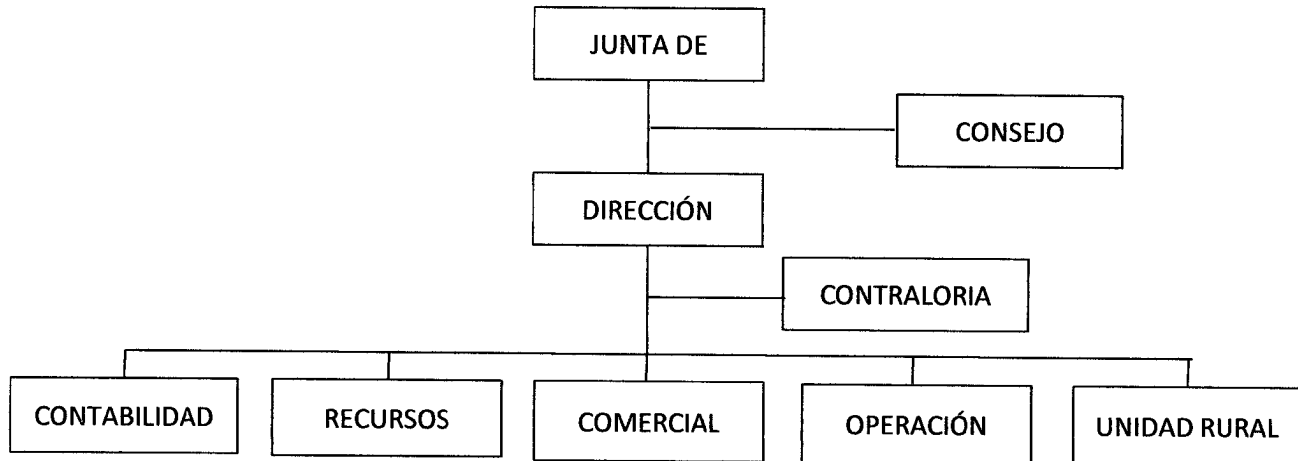 JUNTA DE
CONSEJO
DIRECCIÓN
CONTRALORIA
CONTABILIDAD
RECURSOS
COMERCIAL
OPERACIÓN
UNIDAD RURAL